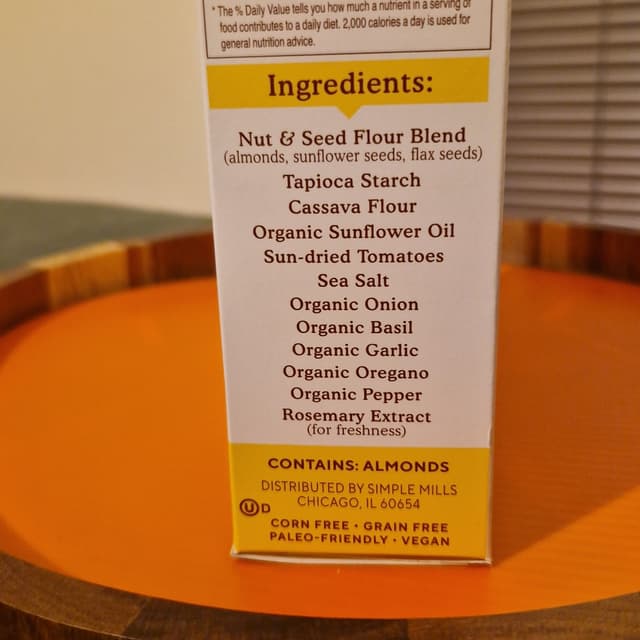 * The % Daily Value tells you how much a nutrient in a serving of
food contributes to a daily diet. 2,000 calories a day is used for
general nutrition advice.
Ingredients:
Nut & Seed Flour Blend
(almonds, sunflower seeds, flax seeds)
Tapioca Starch
Cassava Flour
Organic Sunflower Oil
Sun-dried Tomatoes
Sea Salt
Organic Onion
Organic Basil
Organic Garlic
Organic Oregano
Organic Pepper
Rosemary Extract
(for freshness)
CONTAINS: ALMONDS
DISTRIBUTED BY SIMPLE MILLS
CHICAGO, IL 60654
U D
CORN FREE • GRAIN FREE
PALEO-FRIENDLY • VEGAN